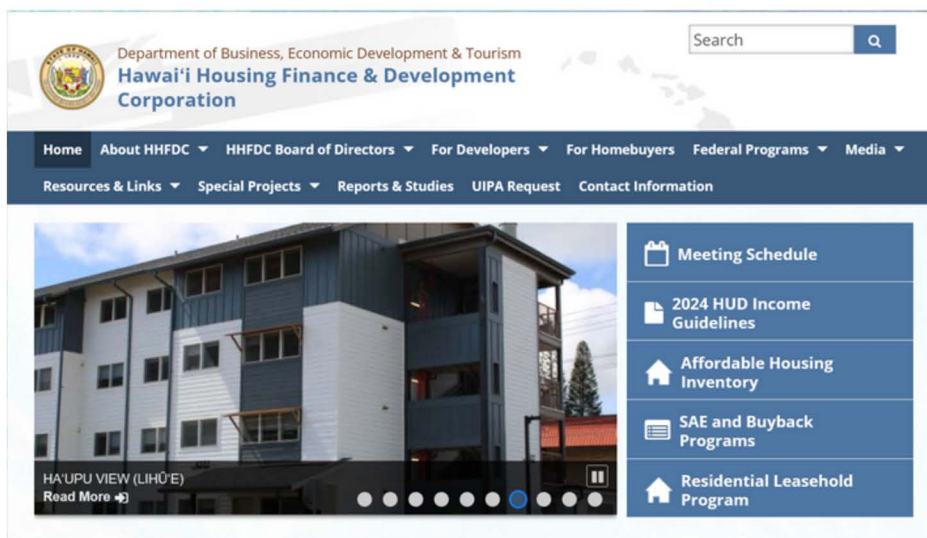 Search
Department of Business, Economic Development & Tourism
Hawai'i Housing Finance & Development
Corporation
Home About HHFDC HHFDC Board of Directors For Developers For Homebuyers Federal Programs Media
Resources & Links Special Projects Reports & Studies UIPA Request Contact Information
HA'UPU VIEW (LIHŪ'E)
Read More
Meeting Schedule
2024 HUD Income
Guidelines
Affordable Housing
Inventory
SAE and Buyback
Programs
Residential Leasehold
Program